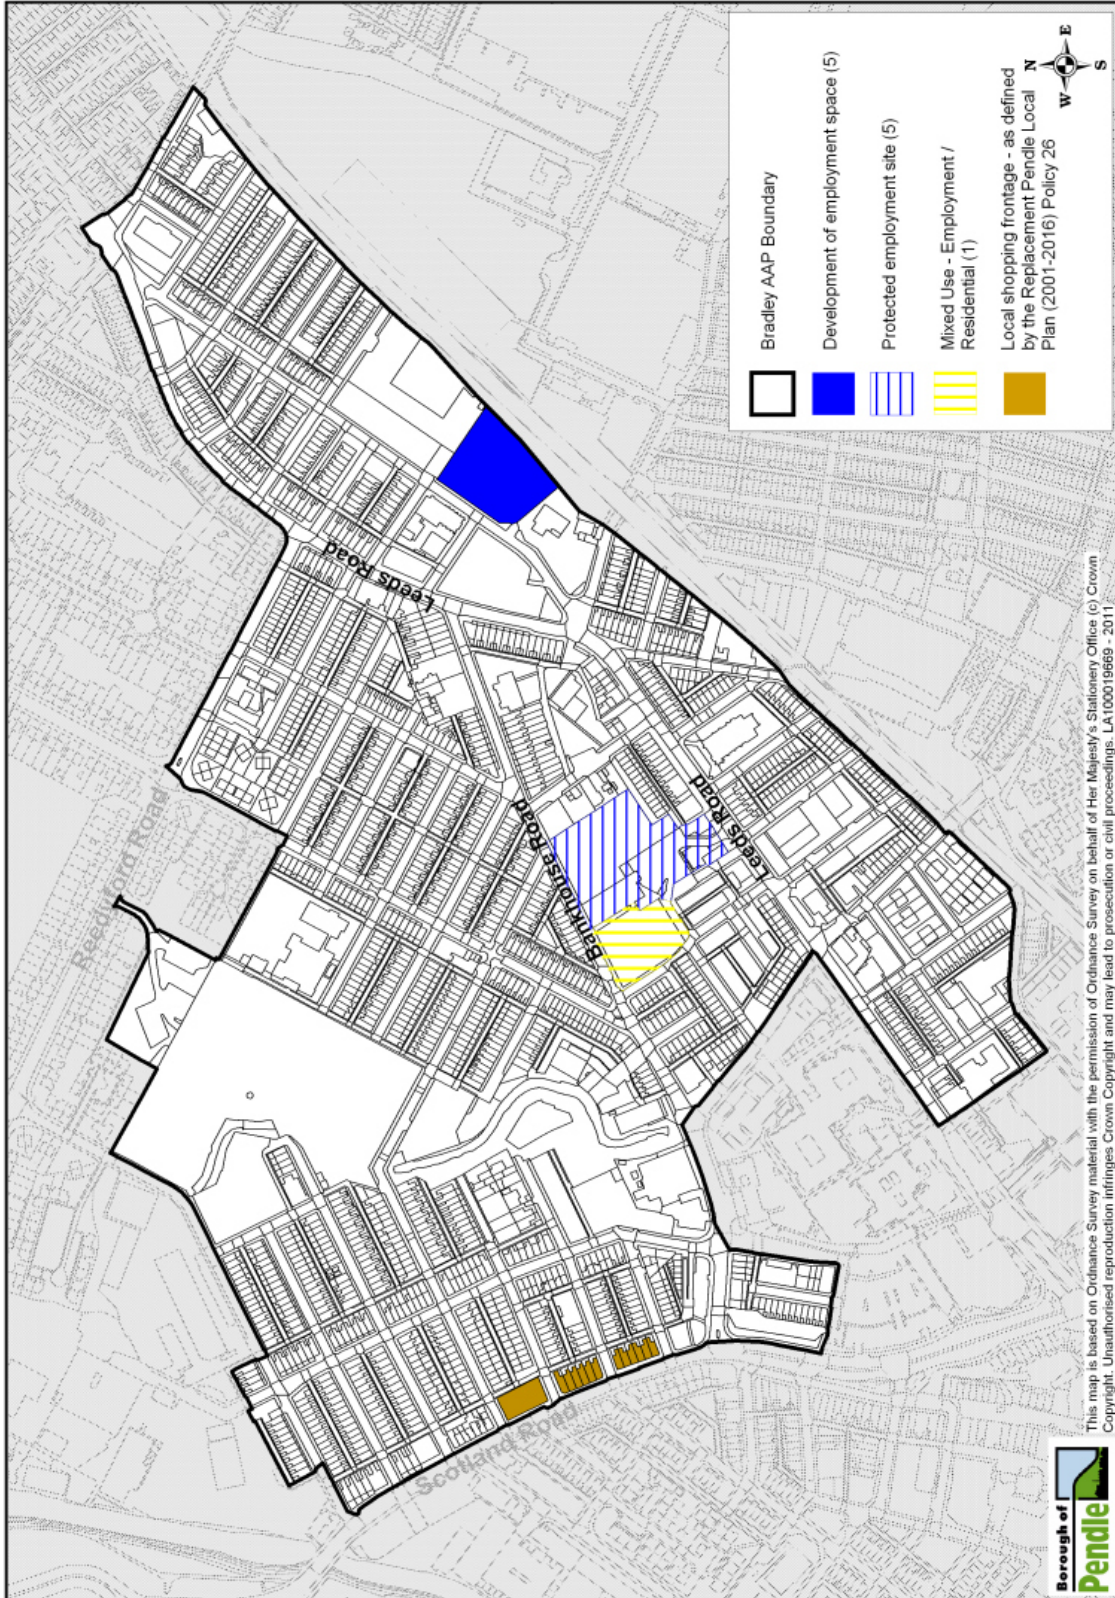 Reedyford Road
Leeds Road
Bankhouse Road
Leeds Road
Scotland Road
N
E
S
W
Bradley AAP Boundary
Development of employment space (5)
Protected employment site (5)
Mixed Use - Employment /
Residential (1)
Local shopping frontage - as defined
by the Replacement Pendle Local
Plan (2001-2016) Policy 26
Borough of
Pendle
This map is based on Ordnance Survey material with the permission of Ordnance Survey on behalf of Her Majesty's Stationery Office (c) Crown
Copyright. Unauthorised reproduction infringes Crown Copyright and may lead to prosecution or civil proceedings. LA100019669 - 2011.